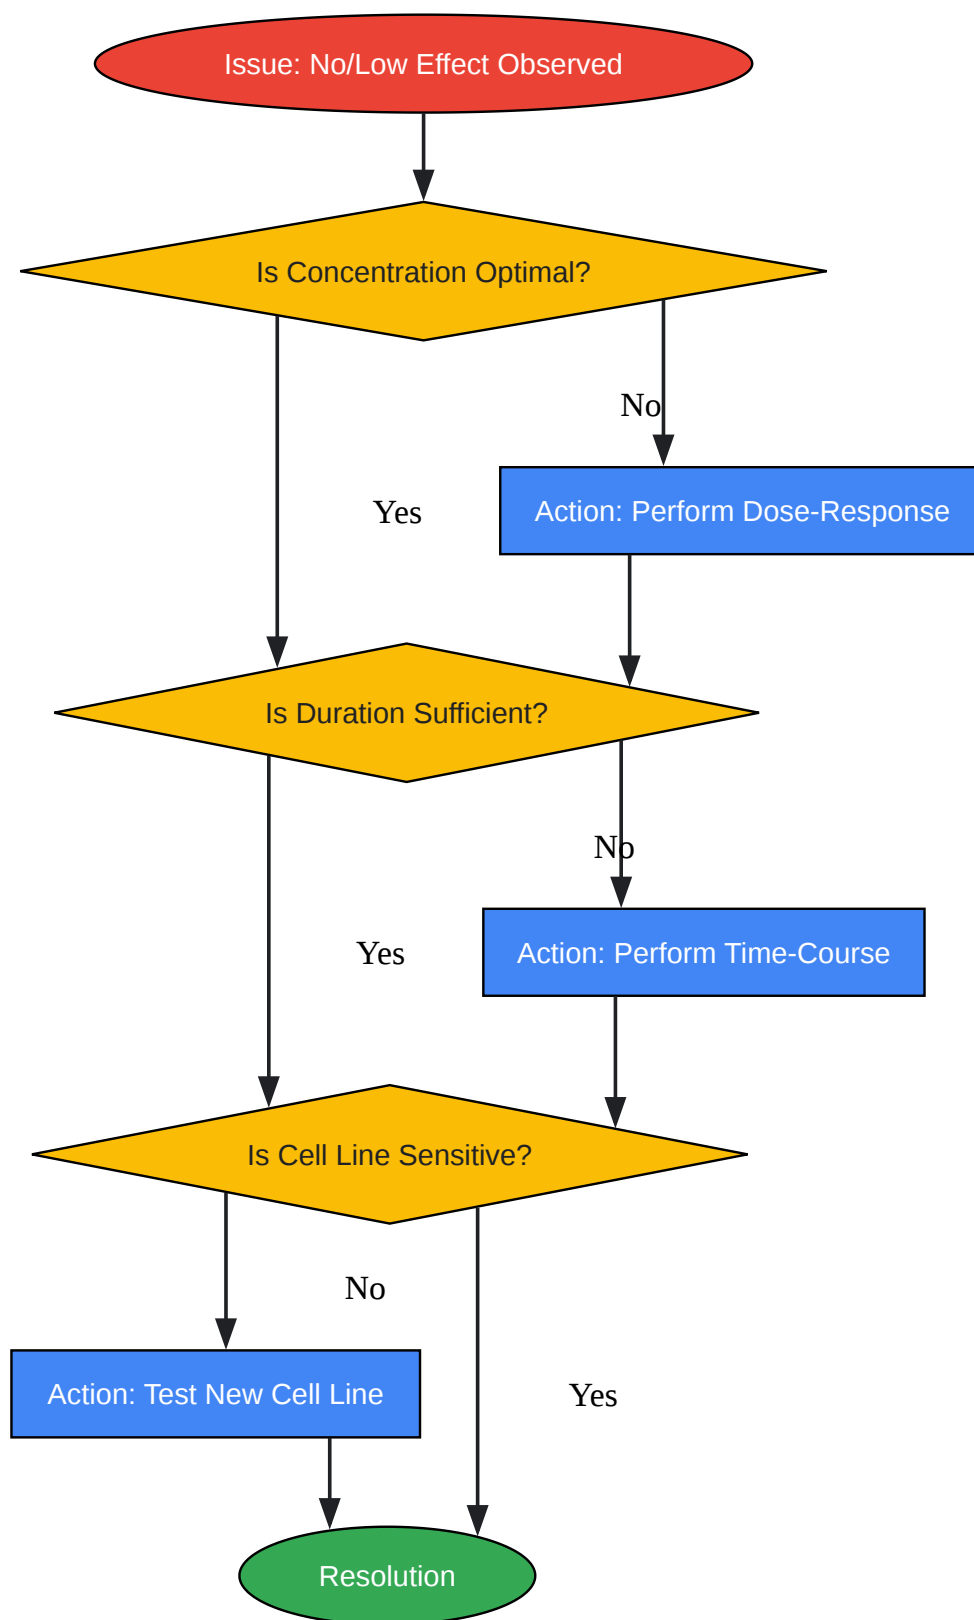 Issue: No/Low Effect Observed
Is Concentration Optimal?
No
Yes
Action: Perform Dose-Response
Is Duration Sufficient?
No
Yes
Action: Perform Time-Course
Is Cell Line Sensitive?
No
Action: Test New Cell Line
Yes
Resolution